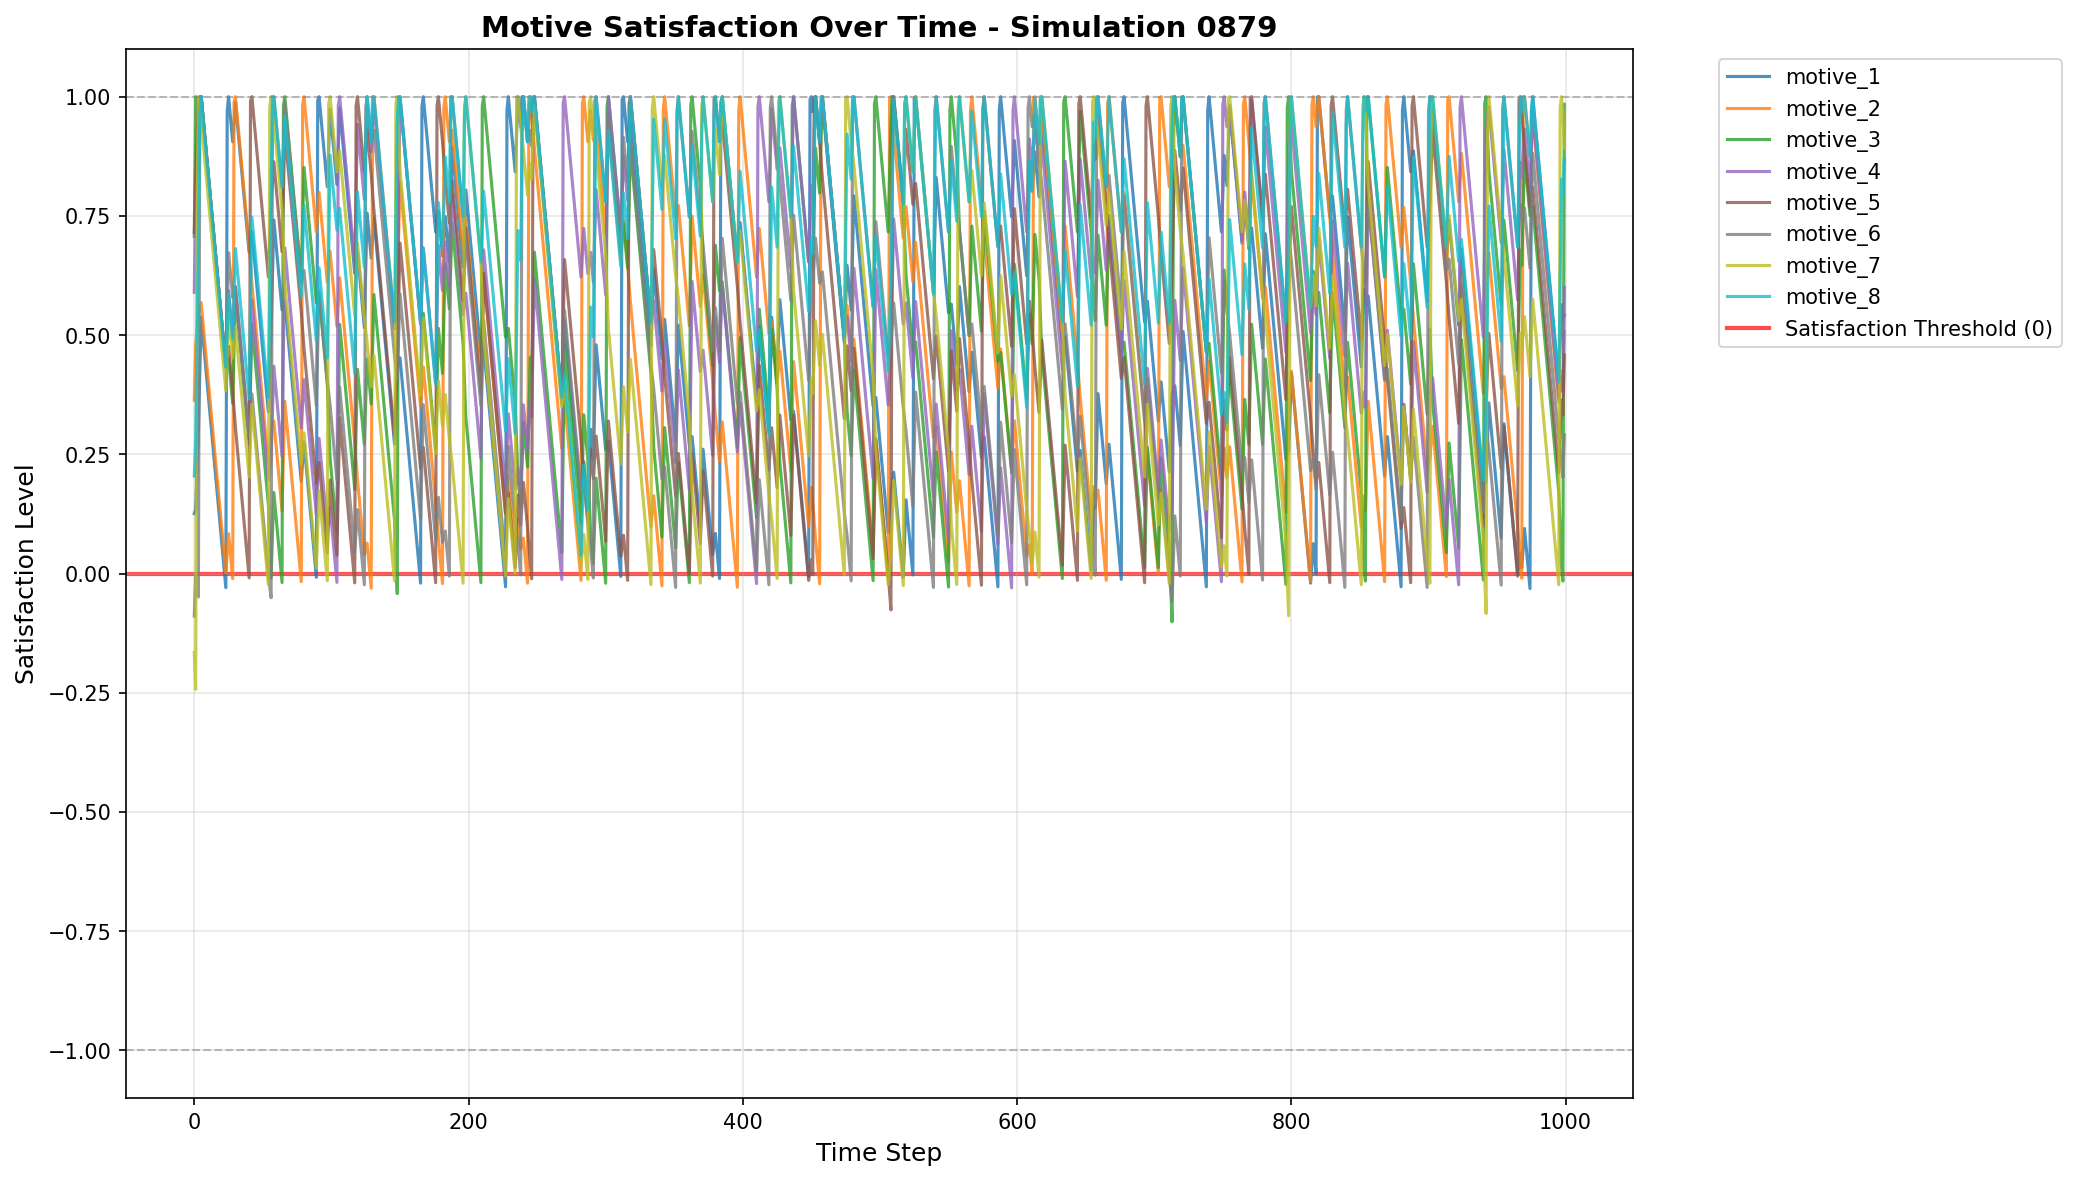 Motive Satisfaction Over Time - Simulation 0879
1.00
0.75
0.50
0.25
0.00
−0.25
−0.50
−0.75
−1.00
Satisfaction Level
0
200
400
600
800
1000
Time Step
motive_1
motive_2
motive_3
motive_4
motive_5
motive_6
motive_7
motive_8
Satisfaction Threshold (0)